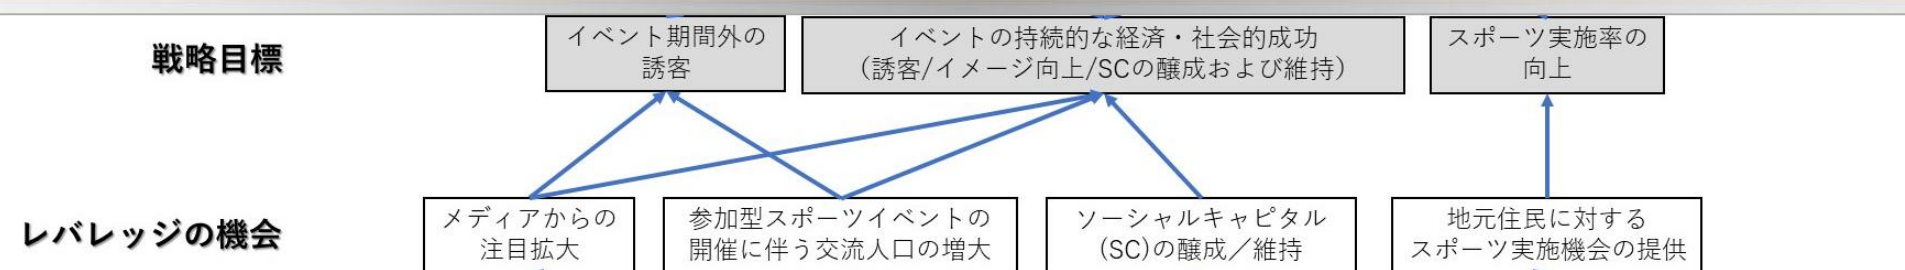 戦略目標
イベント期間外の
誘客
イベントの持続的な経済・社会的成功
（誘客/イメージ向上/SCの醸成および維持）
スポーツ実施率の
向上
レバレッジの機会
メディアからの
注目拡大
参加型スポーツイベントの
開催に伴う交流人口の増大
ソーシャルキャピタル
(SC)の醸成／維持
地元住民に対する
スポーツ実施機会の提供